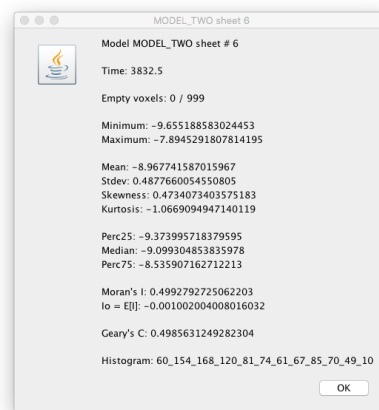 MODEL_TWO sheet 6
Model MODEL_TWO sheet # 6
Time: 3832.5
Empty voxels: 0 / 999
Minimum: -9.655188583024453
Maximum: -7.8945291807814195
Mean: -8.967741587015967
Stdev: 0.4877660054550805
Skewness: 0.4734073403575183
Kurtosis: -1.0669094947140119
Perc25: -9.373995718379595
Median: -9.099304853835978
Perc75: -8.535907162712213
Moran's I: 0.4992792725062203
Io = E[I]: -0.001002004008016032
Geary's C: 0.4985631249282304
Histogram: 60_154_168_120_81_74_61_67_85_70_49_10
OK